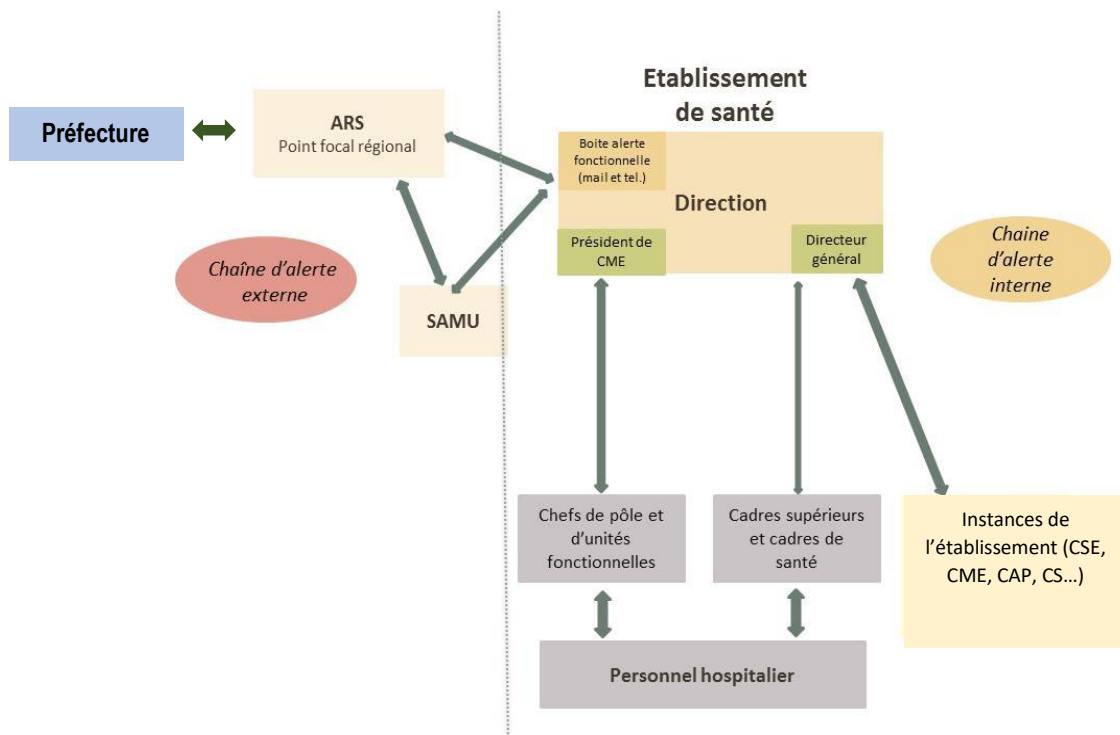 Etablissement
de santé
Préfecture
ARS
Point focal régional
Boite alerte
fonctionnelle
(mail et tel.)
Direction
Président de
CME
Directeur
général
Chaîne d'alerte
externe
Chaine
d'alerte
interne
SAMU
Chefs de pôle et
d'unités
fonctionnelles
Cadres supérieurs
et cadres de
santé
Instances de
l'établissement (CSE,
CME, CAP, CS...)
Personnel hospitalier